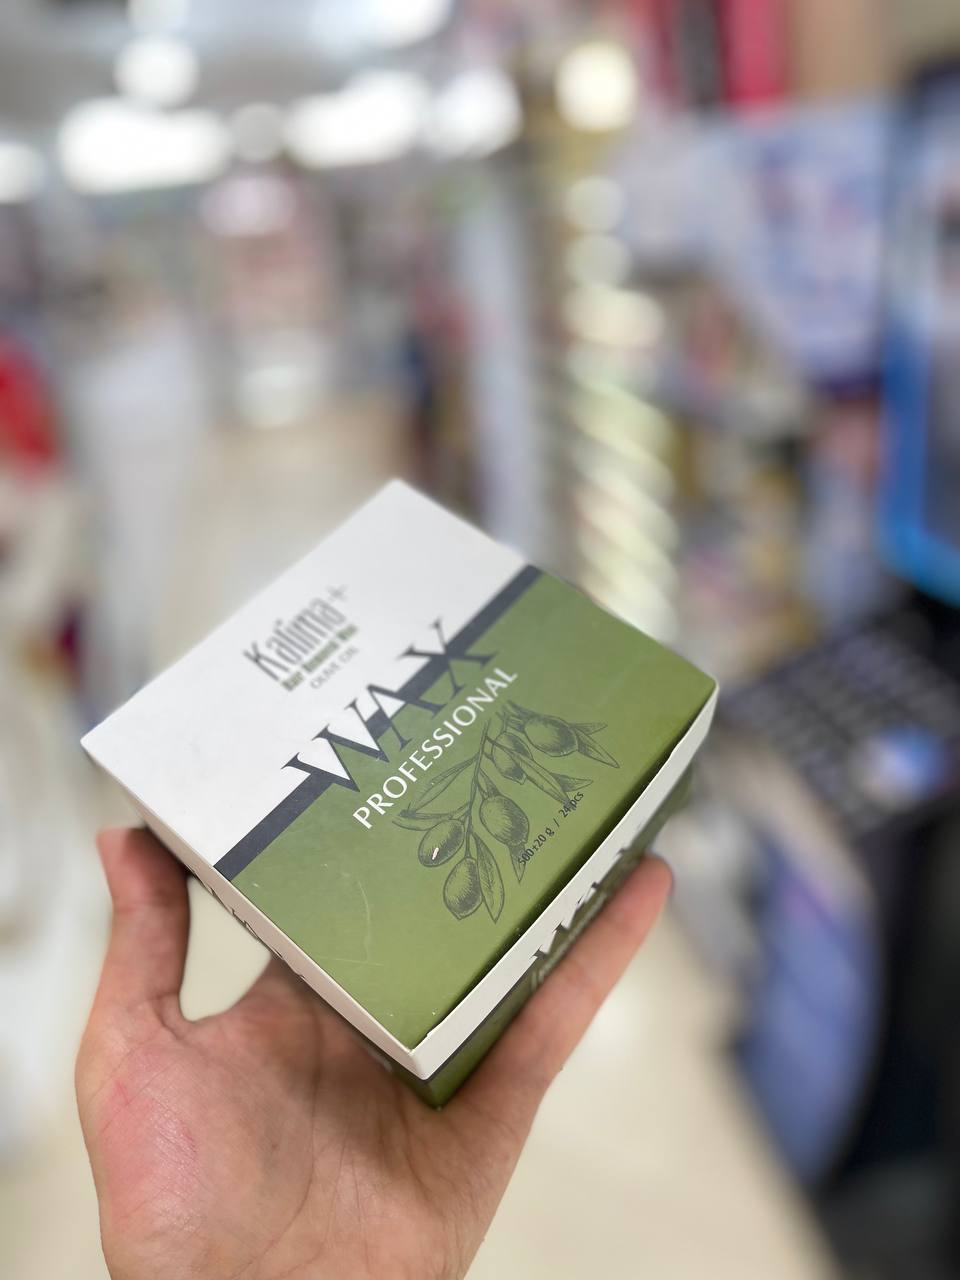 Kalima+
Hair Removal Wax
OLIVE OIL
WAX
PROFESSIONAL
500±20 g / 24 pcs